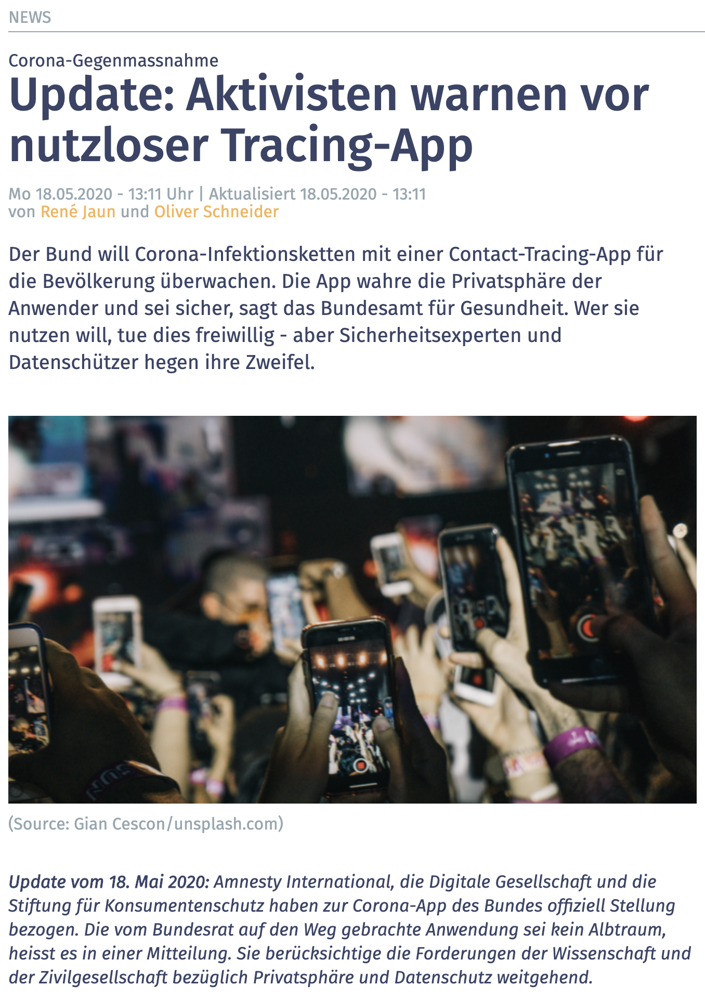 NEWS
Corona-Gegenmassnahme
Update: Aktivisten warnen vor
nutzloser Tracing-App
Mo 18.05.2020 - 13:11 Uhr | Aktualisiert 18.05.2020 - 13:11
von René Jaun und Oliver Schneider
Der Bund will Corona-Infektionsketten mit einer Contact-Tracing-App für
die Bevölkerung überwachen. Die App wahre die Privatsphäre der
Anwender und sei sicher, sagt das Bundesamt für Gesundheit. Wer sie
nutzen will, tue dies freiwillig - aber Sicherheitsexperten und
Datenschützer hegen ihre Zweifel.
(Source: Gian Cescon/unsplash.com)
Update vom 18. Mai 2020: Amnesty International, die Digitale Gesellschaft und die
Stiftung für Konsumentenschutz haben zur Corona-App des Bundes offiziell Stellung
bezogen. Die vom Bundesrat auf den Weg gebrachte Anwendung sei kein Albtraum,
heisst es in einer Mitteilung. Sie berücksichtige die Forderungen der Wissenschaft und
der Zivilgesellschaft bezüglich Privatsphäre und Datenschutz weitgehend.